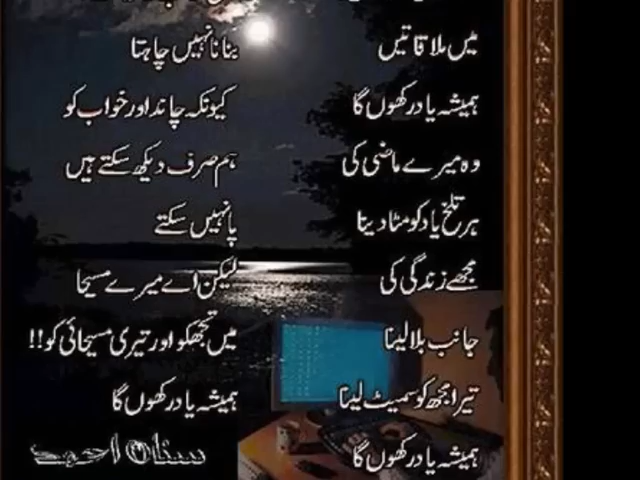 میں ملاقاتیں
ہمیشہ یاد رکھوں گا
وہ میرے ماضی کی
ہر تلخ یاد کو مٹا دینا
مجھے زندگی کی
جانب بلا لینا
تیرا مجھ کو سمیٹ لینا
ہمیشہ یاد رکھوں گا
بنانا نہیں چاہتا
کیونکہ چاند اور خواب کو
ہم صرف دیکھ سکتے ہیں
پا نہیں سکتے
لیکن اے میرے مسیحا
میں تجھ کو اور تیری مسیحائی کو!!
ہمیشہ یاد رکھوں گا
سنان احمد